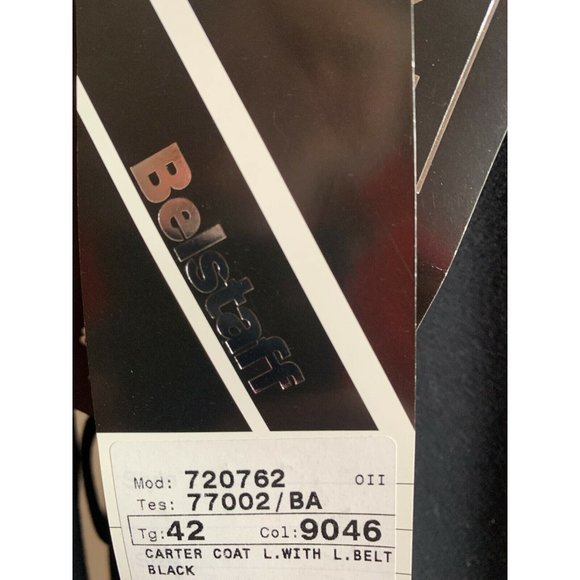 Belstaff
Mod: 720762 OII
Tes: 77002/BA
Tg: 42 Col: 9046
CARTER COAT L.WITH L.BELT
BLACK